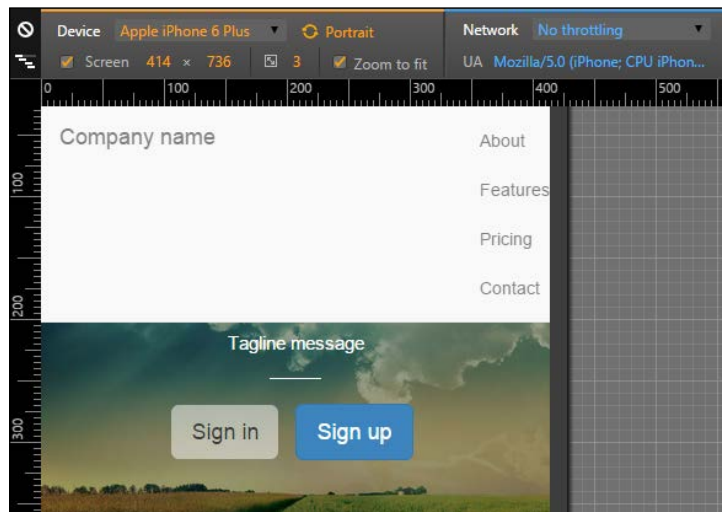 Device Apple iPhone 6 Plus Portrait Network No throttling
Screen 414 × 736 3 Zoom to fit UA Mozilla/5.0 (iPhone; CPU iPhon...
0 100 200 300 400 500
Company name
About
100
Features
Pricing
Contact
200
Tagline message
Sign in Sign up
300